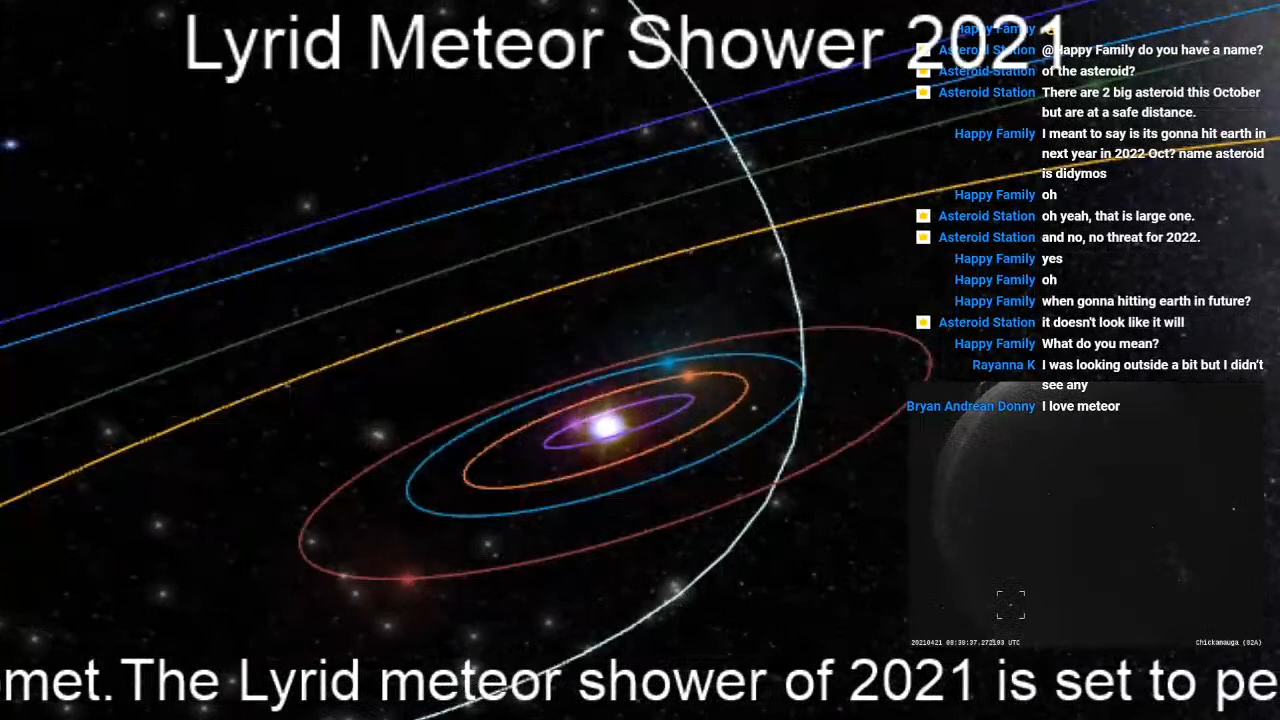 Lyrid Meteor Shower 2021
Happy Family
Asteroid Station @Happy Family do you have a name?
Asteroid Station of the asteroid?
Asteroid Station There are 2 big asteroid this October
but are at a safe distance.
Happy Family I meant to say is its gonna hit earth in
next year in 2022 Oct? name asteroid
is didymos
Happy Family oh
Asteroid Station oh yeah, that is large one.
Asteroid Station and no, no threat for 2022.
Happy Family yes
Happy Family oh
Happy Family when gonna hitting earth in future?
Asteroid Station it doesn't look like it will
Happy Family What do you mean?
Rayanna K I was looking outside a bit but I didn't
see any
Bryan Andrean Donny I love meteor
Chickamauga (02A)
omet. The Lyrid meteor shower of 2021 is set to pe